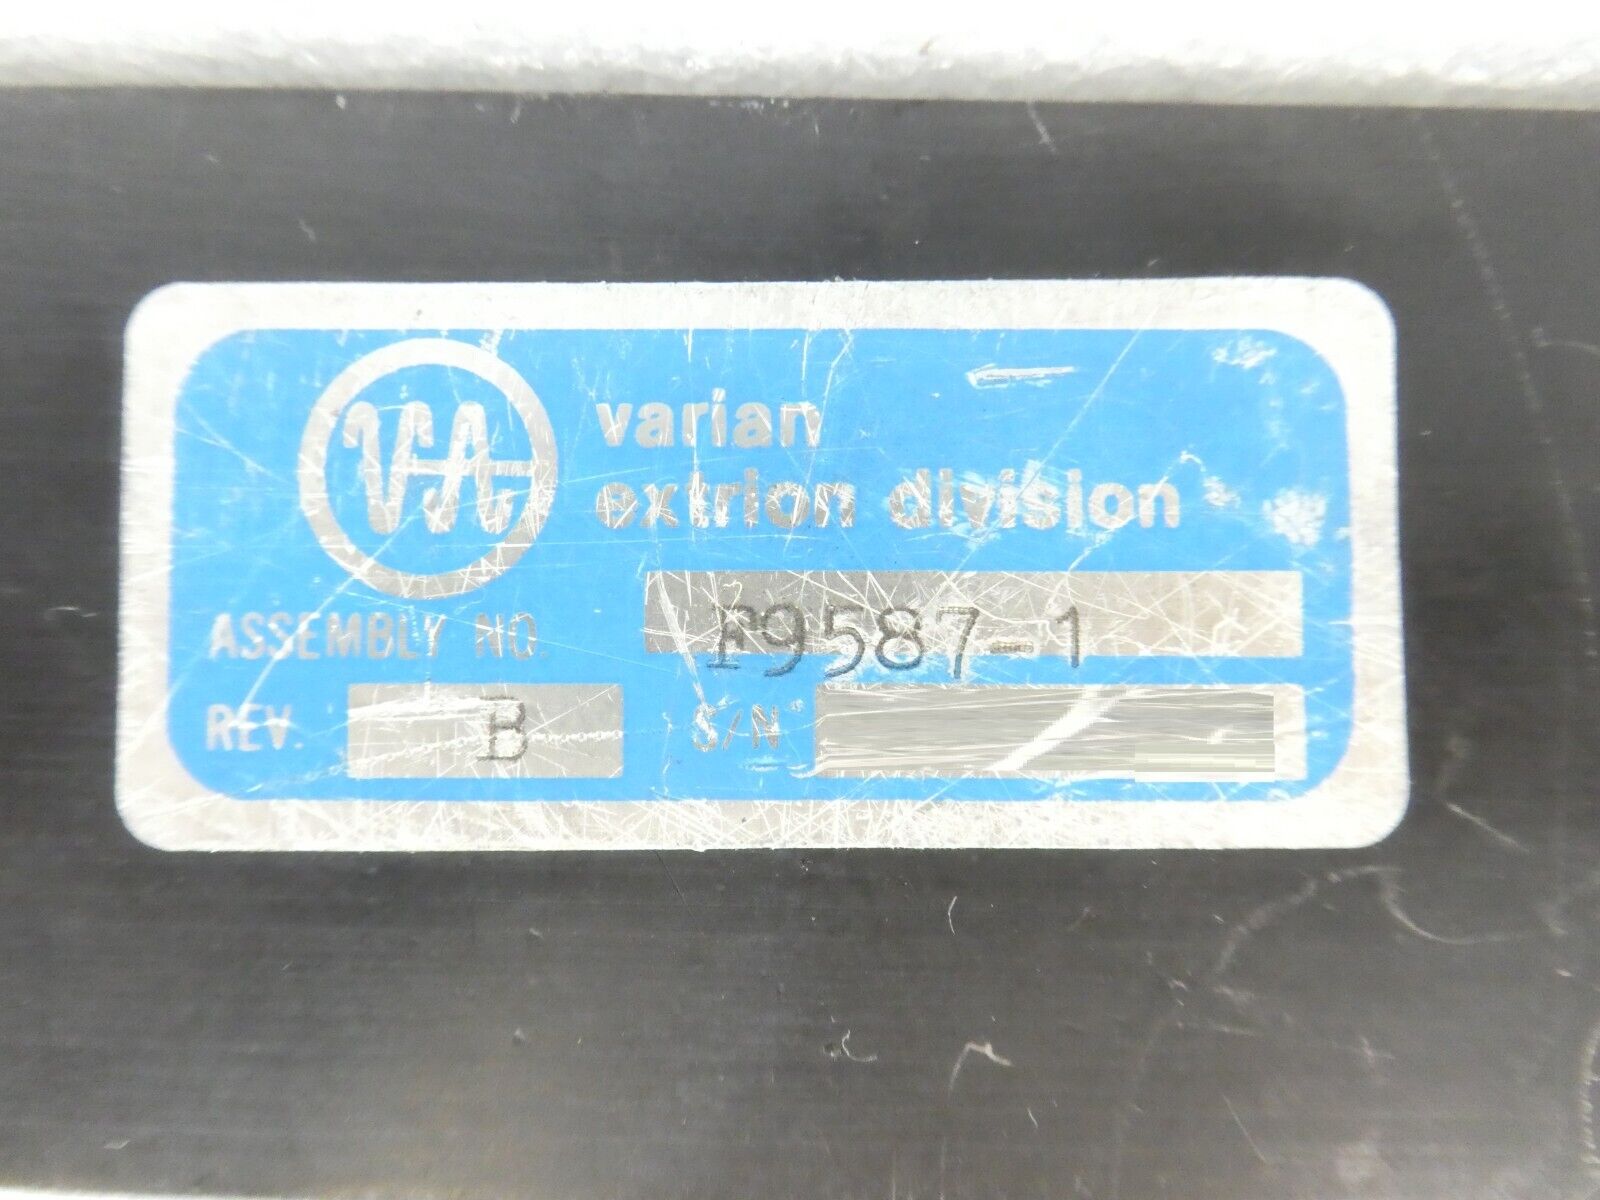 VA
varian
extrion division
ASSEMBLY NO. F9587-1
REV. B S/N